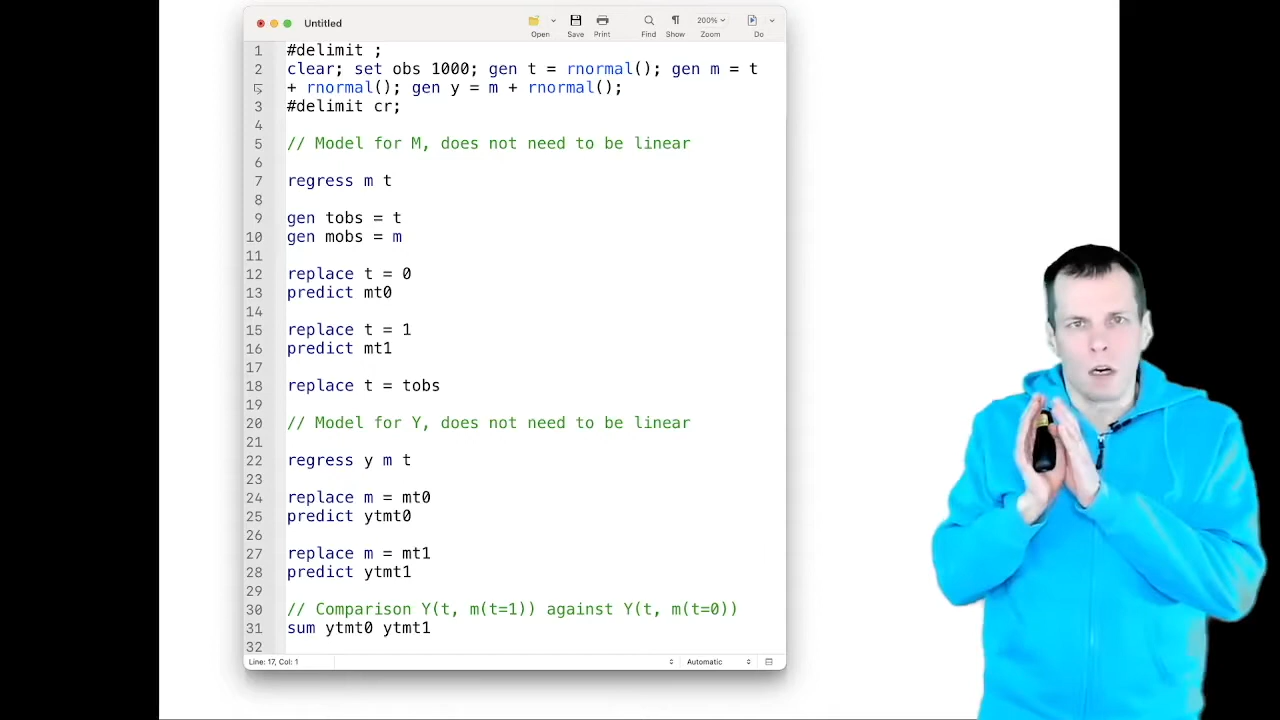 Untitled
Open
Save
Print
Find
Show
200%
Zoom
Do
1 #delimit ;
2 clear; set obs 1000; gen t = rnormal(); gen m = t
+ rnormal(); gen y = m + rnormal();
3 #delimit cr;
4
5 // Model for M, does not need to be linear
6
7 regress m t
8
9 gen tobs = t
10 gen mobs = m
11
12 replace t = 0
13 predict mt0
14
15 replace t = 1
16 predict mt1
17
18 replace t = tobs
19
20 // Model for Y, does not need to be linear
21
22 regress y m t
23
24 replace m = mt0
25 predict ytmt0
26
27 replace m = mt1
28 predict ytmt1
29
30 // Comparison Y(t, m(t=1)) against Y(t, m(t=0))
31 sum ytmt0 ytmt1
32
Line: 17, Col: 1
Automatic